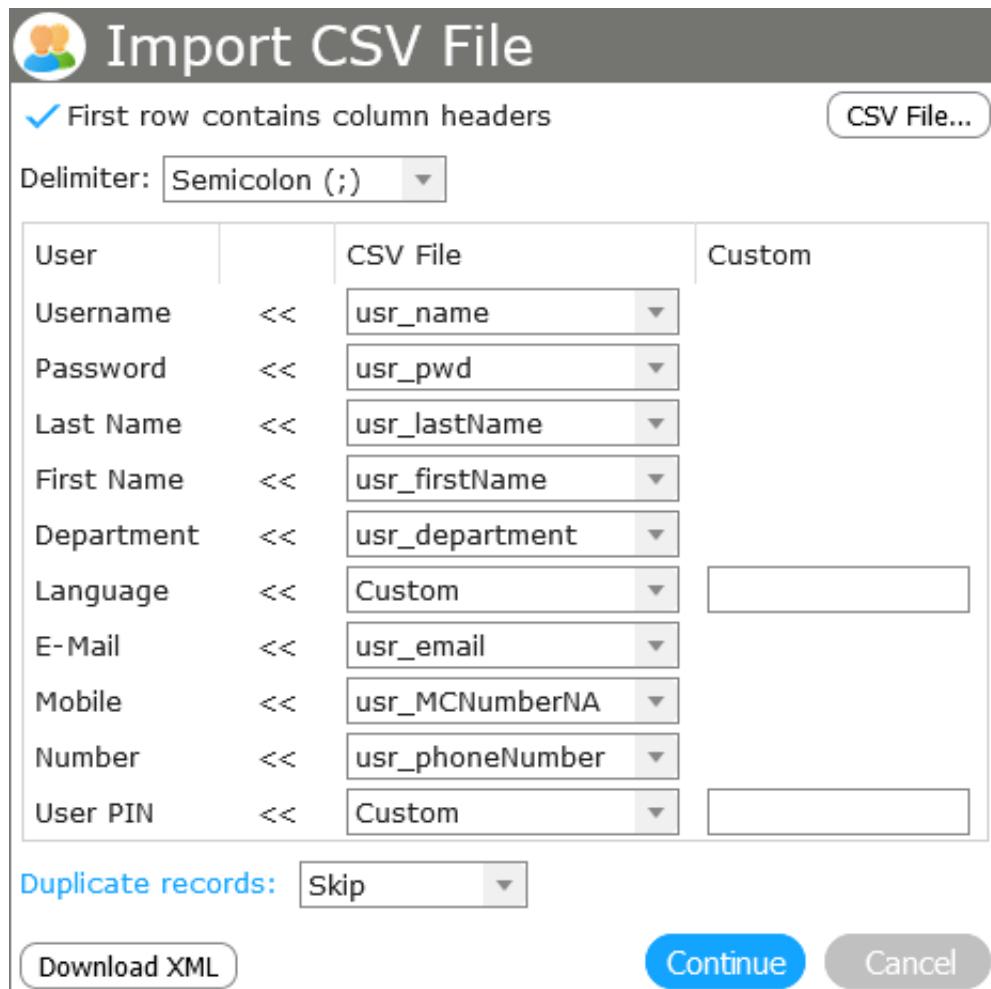 Import CSV File
First row contains column headers CSV File...
Delimiter: Semicolon (;)
User CSV File Custom
Username << usr_name
Password << usr_pwd
Last Name << usr_lastName
First Name << usr_firstName
Department << usr_department
Language << Custom
E-Mail << usr_email
Mobile << usr_MCNumberNA
Number << usr_phoneNumber
User PIN << Custom
Duplicate records: Skip
Download XML Continue Cancel